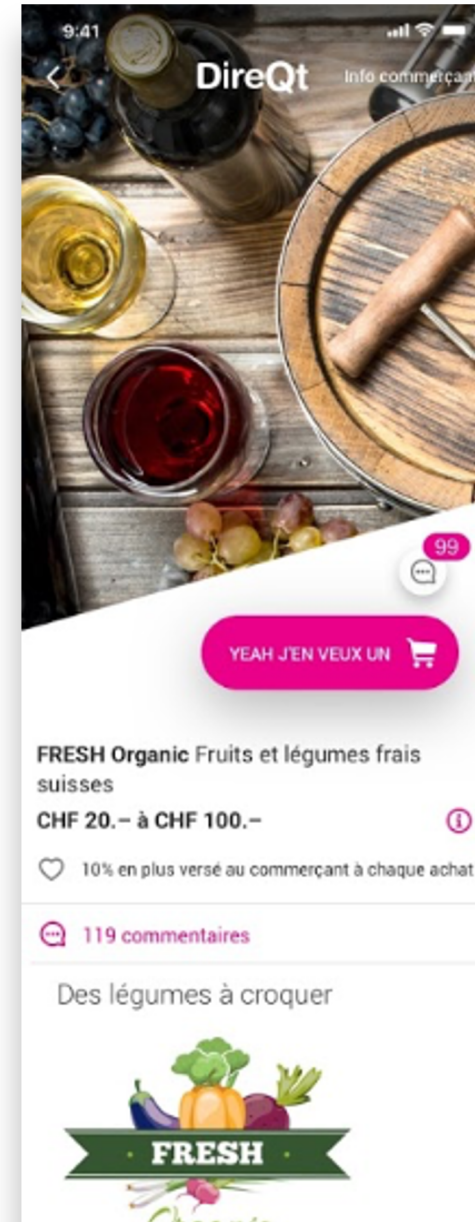 9:41
DireQt
Info commerçant
99
YEAH J'EN VEUX UN
FRESH Organic Fruits et légumes frais
suisses
CHF 20.– à CHF 100.–
10% en plus versé au commerçant à chaque achat
119 commentaires
Des légumes à croquer
FRESH